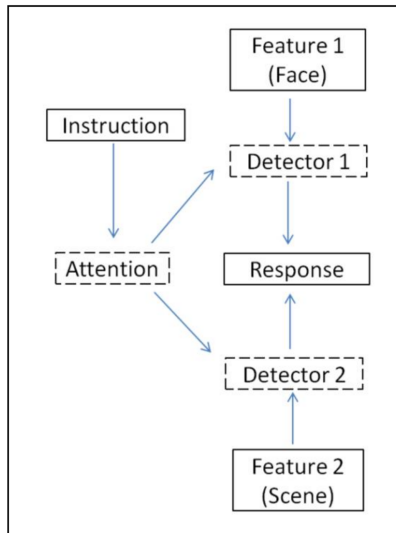 Feature 1
(Face)
Instruction
Detector 1
Attention
Response
Detector 2
Feature 2
(Scene)